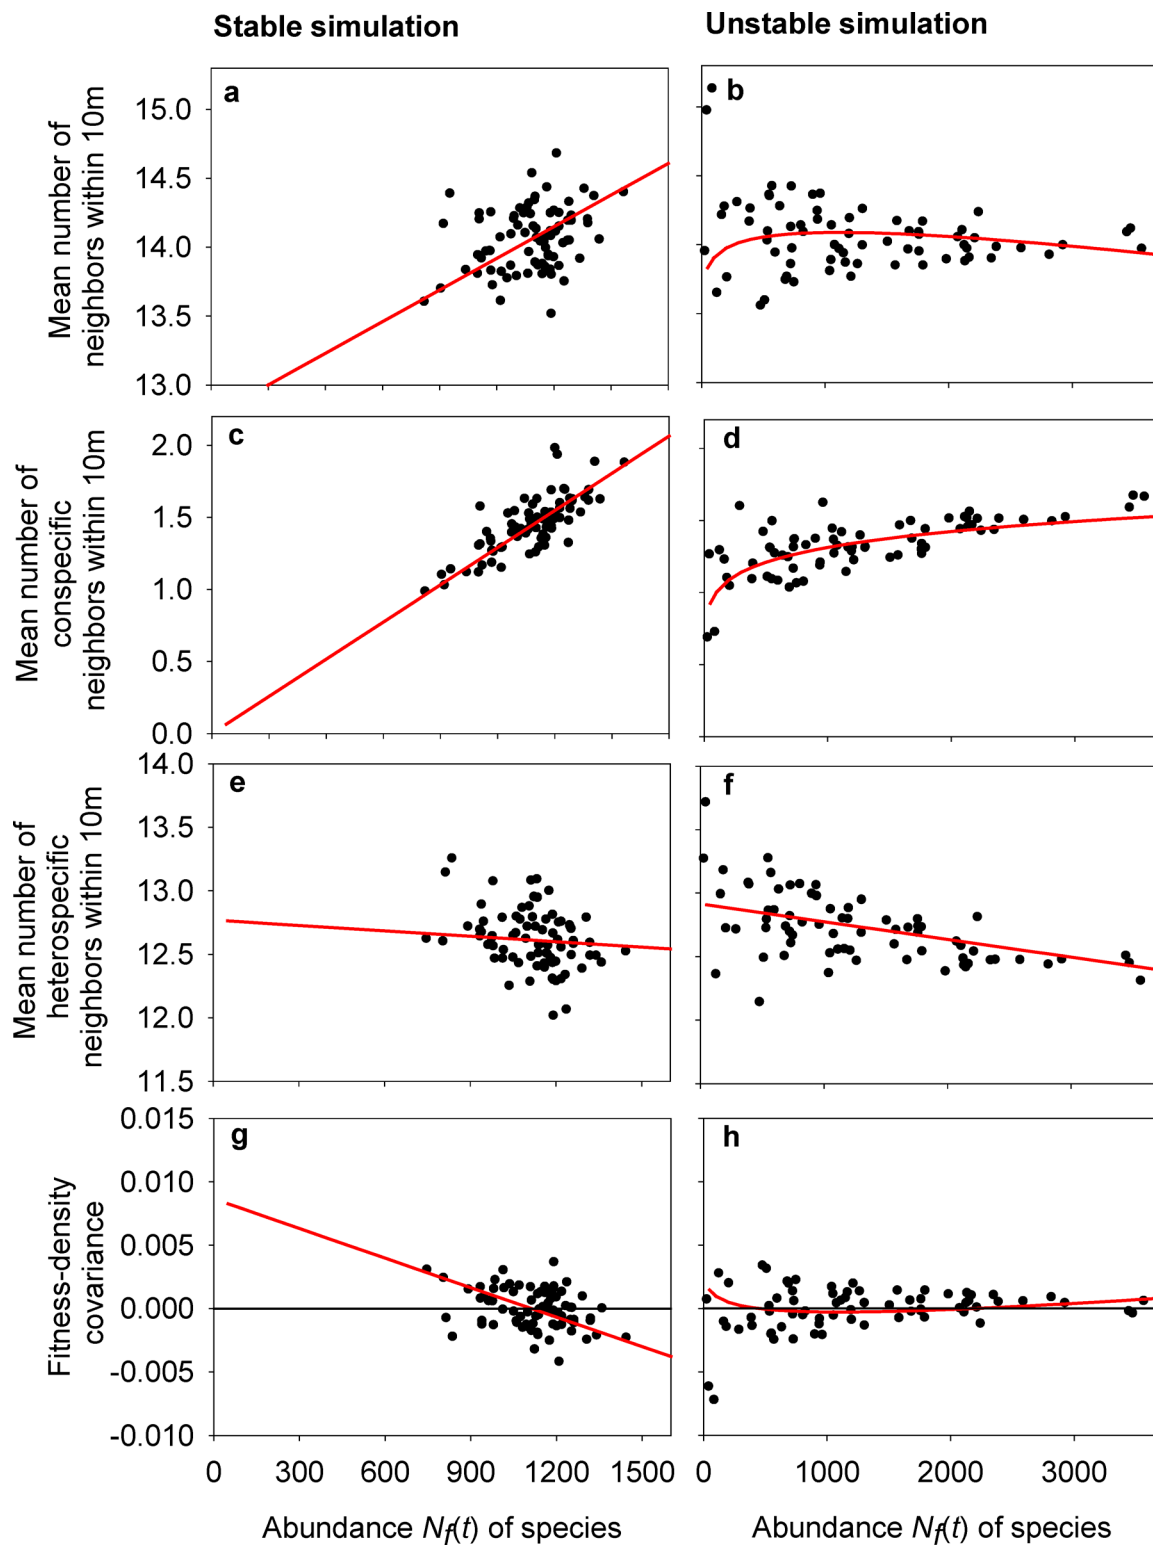 Stable simulation
Unstable simulation
Mean number of
neighbors within 10m
a
15.0
14.5
14.0
13.5
13.0
b
Mean number of
conspecific
neighbors within 10m
c
2.0
1.5
1.0
0.5
0.0
d
Mean number of
heterospecific
neighbors within 10m
e
14.0
13.5
13.0
12.5
12.0
11.5
f
Fitness-density
covariance
g
0.015
0.010
0.005
0.000
-0.005
-0.010
h
0 300 600 900 1200 1500
0 1000 2000 3000
Abundance Nf(t) of species
Abundance Nf(t) of species